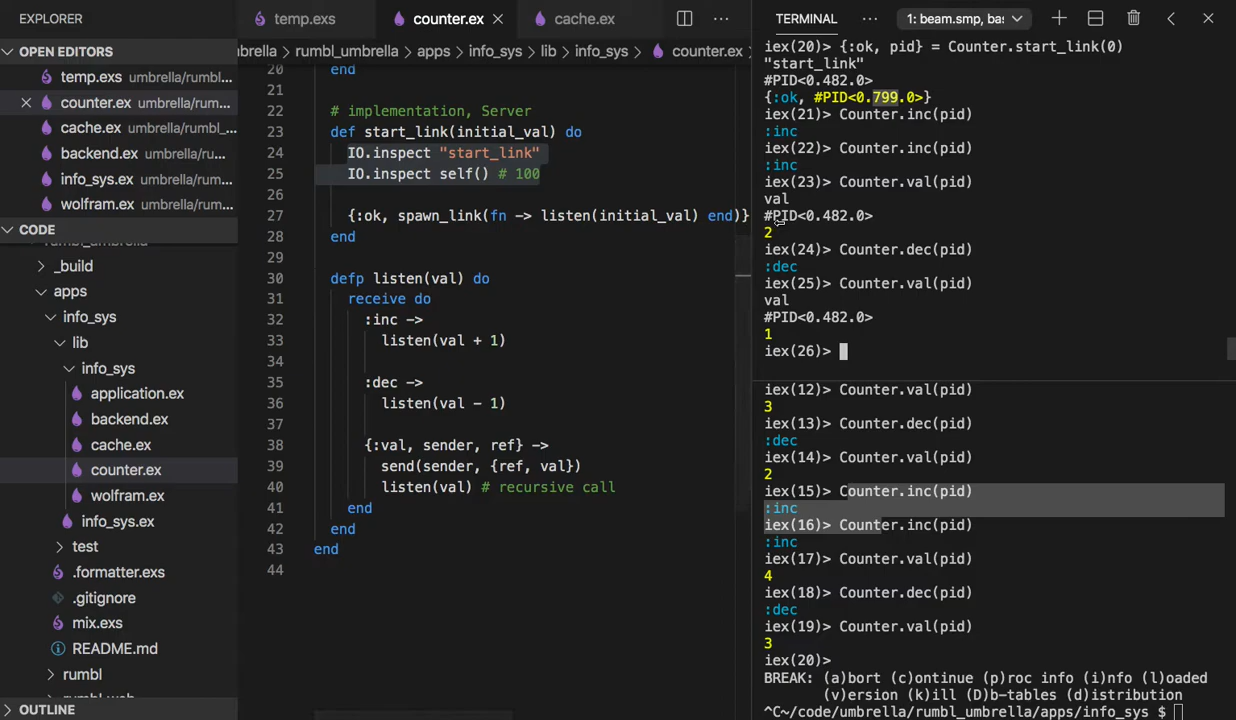 EXPLORER
OPEN EDITORS
temp.exs umbrella/rumbl...
counter.ex umbrella/rum...
cache.ex umbrella/rumbl_...
backend.ex umbrella/ru...
info_sys.ex umbrella/ru...
wolfram.ex umbrella/ru...
CODE
rumbl_umbrella
_build
apps
info_sys
lib
info_sys
application.ex
backend.ex
cache.ex
counter.ex
wolfram.ex
info_sys.ex
test
.formatter.exs
.gitignore
mix.exs
README.md
rumbl
rumbl_web
OUTLINE
temp.exs
counter.ex
cache.ex
umbrella > rumbl_umbrella > apps > info_sys > lib > info_sys > counter.ex
20 end
21
22 # implementation, Server
23 def start_link(initial_val) do
24 IO.inspect "start_link"
25 IO.inspect self() # 100
26
27 {:ok, spawn_link(fn -> listen(initial_val) end)}
28 end
29
30 defp listen(val) do
31 receive do
32 :inc ->
33 listen(val + 1)
34
35 :dec ->
36 listen(val - 1)
37
38 {:val, sender, ref} ->
39 send(sender, {ref, val})
40 listen(val) # recursive call
41 end
42 end
43 end
44
TERMINAL
1: beam.smp, bas
iex(20)> {:ok, pid} = Counter.start_link(0)
"start_link"
#PID<0.482.0>
{:ok, #PID<0.799.0>}
iex(21)> Counter.inc(pid)
:inc
iex(22)> Counter.inc(pid)
:inc
iex(23)> Counter.val(pid)
val
#PID<0.482.0>
2
iex(24)> Counter.dec(pid)
:dec
iex(25)> Counter.val(pid)
val
#PID<0.482.0>
1
iex(26)>
iex(12)> Counter.val(pid)
3
iex(13)> Counter.dec(pid)
:dec
iex(14)> Counter.val(pid)
2
iex(15)> Counter.inc(pid)
:inc
iex(16)> Counter.inc(pid)
:inc
iex(17)> Counter.val(pid)
4
iex(18)> Counter.dec(pid)
:dec
iex(19)> Counter.val(pid)
3
iex(20)>
BREAK: (a)bort (c)ontinue (p)roc info (i)nfo (l)oaded
(v)ersion (k)ill (D)b-tables (d)istribution
^C~/code/umbrella/rumbl_umbrella/apps/info_sys $